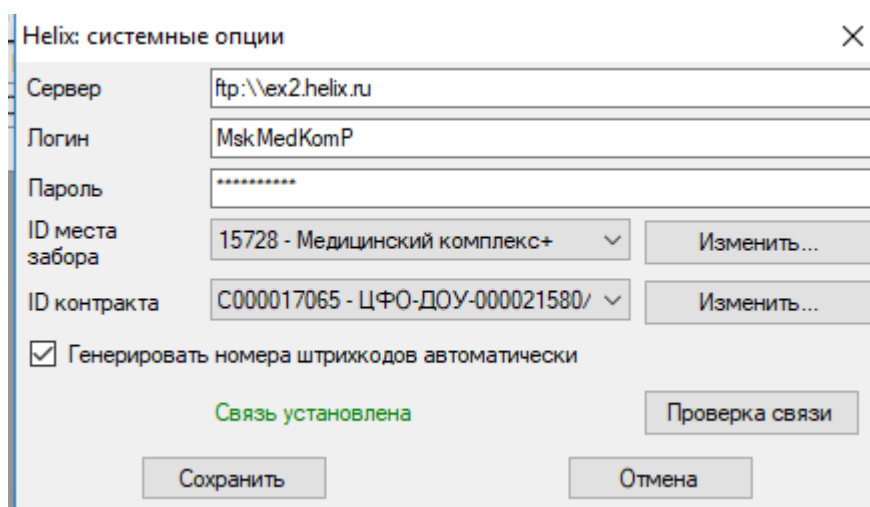 Helix: системные опции
Сервер ftp:\\ex2.helix.ru
Логин MskMedKomP
Пароль **********
ID места забора 15728 - Медицинский комплекс+ Изменить...
ID контракта C000017065 - ЦФО-ДОУ-000021580/ Изменить...
Генерировать номера штрихкодов автоматически
Связь установлена Проверка связи
Сохранить Отмена